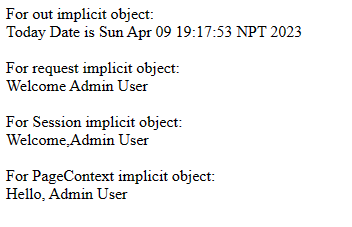 For out implicit object:
Today Date is Sun Apr 09 19:17:53 NPT 2023
For request implicit object:
Welcome Admin User
For Session implicit object:
Welcome,Admin User
For PageContext implicit object:
Hello, Admin User